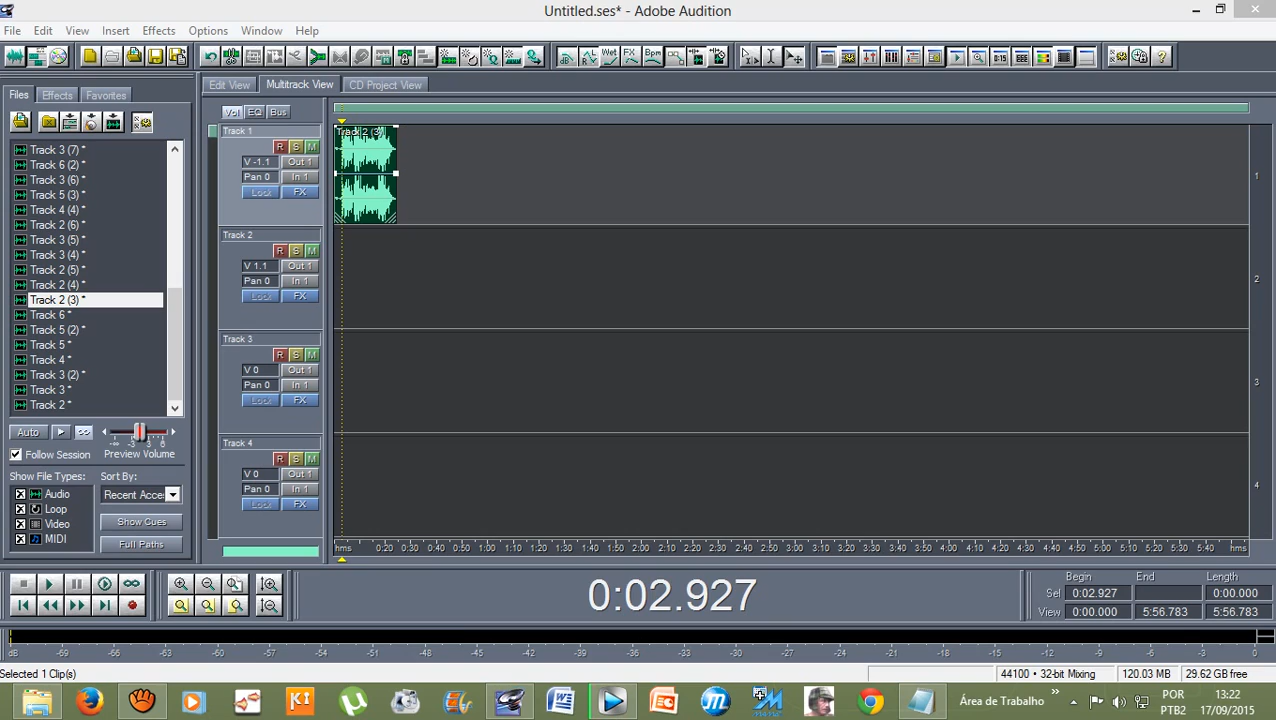 Untitled.ses* - Adobe Audition
File Edit View Insert Effects Options Window Help
Files Effects Favorites
Edit View Multitrack View CD Project View
Vol EQ Bus
Track 3 (7) *
Track 6 (2) *
Track 3 (6) *
Track 5 (3) *
Track 4 (4) *
Track 2 (6) *
Track 3 (5) *
Track 3 (4) *
Track 2 (5) *
Track 2 (4) *
Track 2 (3) *
Track 6 *
Track 5 (2) *
Track 5 *
Track 4 *
Track 3 (2) *
Track 3 *
Track 2 *
Auto
-∞ -3 3 6
Follow Session Preview Volume
Show File Types: Sort By:
Audio
Loop
Video
MIDI
Recent Acces
Show Cues
Full Paths
Track 1
R S M
V -1.1 Out 1
Pan 0 In 1
Lock FX
Track 2 (3)
1
Track 2
R S M
V 1.1 Out 1
Pan 0 In 1
Lock FX
2
Track 3
R S M
V 0 Out 1
Pan 0 In 1
Lock FX
3
Track 4
R S M
V 0 Out 1
Pan 0 In 1
Lock FX
4
hms 0:20 0:30 0:40 0:50 1:00 1:10 1:20 1:30 1:40 1:50 2:00 2:10 2:20 2:30 2:40 2:50 3:00 3:10 3:20 3:30 3:40 3:50 4:00 4:10 4:20 4:30 4:40 4:50 5:00 5:10 5:20 5:30 5:40 hms
0:02.927
Begin End Length
Sel 0:02.927 0:00.000
View 0:00.000 5:56.783 5:56.783
dB -69 -66 -63 -60 -57 -54 -51 -48 -45 -42 -39 -36 -33 -30 -27 -24 -21 -18 -15 -12 -9 -6 -3 0
Selected 1 Clip(s) 44100 • 32-bit Mixing 120.03 MB 29.62 GB free
Área de Trabalho
POR
PTB2
13:22
17/09/2015